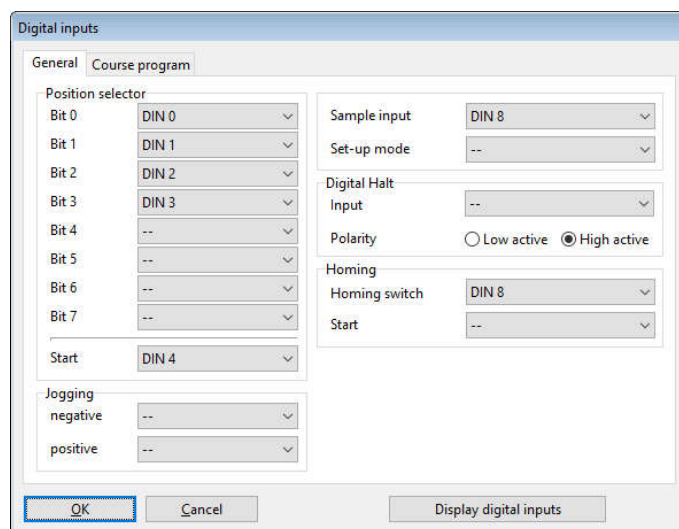 Digital inputs
General
Course program
Position selector
Bit 0 DIN 0
Bit 1 DIN 1
Bit 2 DIN 2
Bit 3 DIN 3
Bit 4 --
Bit 5 --
Bit 6 --
Bit 7 --
Start DIN 4
Jogging
negative --
positive --
Sample input DIN 8
Set-up mode --
Digital Halt
Input --
Polarity Low active High active
Homing
Homing switch DIN 8
Start --
OK
Cancel
Display digital inputs